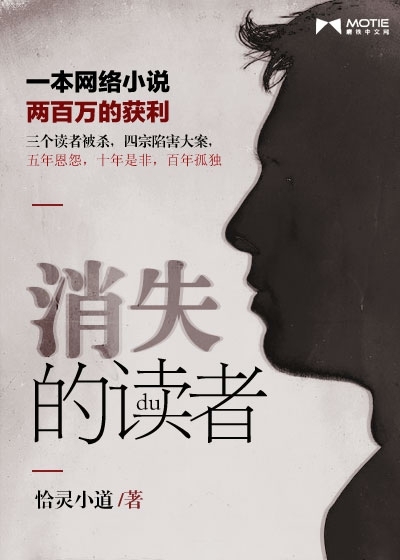 MOTIE
磨铁中文网
一本网络小说
两百万的获利
三个读者被杀，四宗陷害大案，
五年恩怨，十年是非，百年孤独
消失
的读者
du
恰灵小道/著